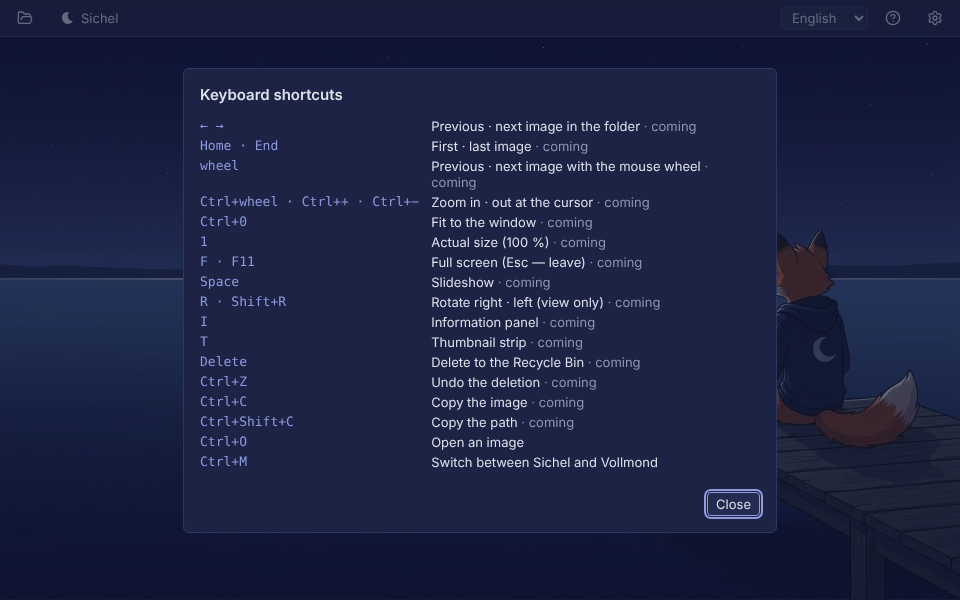 Sichel
English
Keyboard shortcuts
← → Previous · next image in the folder · coming
Home · End First · last image · coming
wheel Previous · next image with the mouse wheel ·
coming
Ctrl+wheel · Ctrl++ · Ctrl+− Zoom in · out at the cursor · coming
Ctrl+0 Fit to the window · coming
1 Actual size (100 %) · coming
F · F11 Full screen (Esc — leave) · coming
Space Slideshow · coming
R · Shift+R Rotate right · left (view only) · coming
I Information panel · coming
T Thumbnail strip · coming
Delete Delete to the Recycle Bin · coming
Ctrl+Z Undo the deletion · coming
Ctrl+C Copy the image · coming
Ctrl+Shift+C Copy the path · coming
Ctrl+O Open an image
Ctrl+M Switch between Sichel and Vollmond
Close